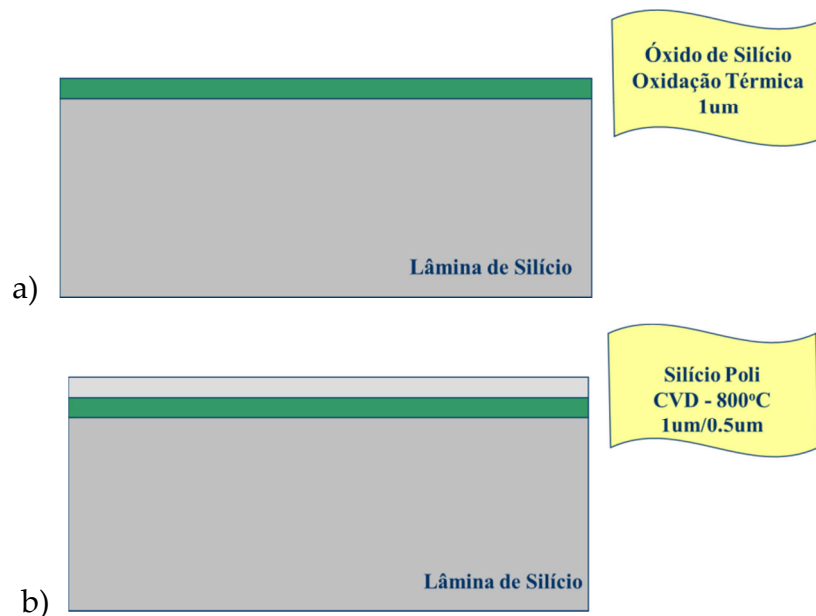 Óxido de Silício
Oxidação Térmica
1um
Lâmina de Silício
a)
Silício Poli
CVD - 800ºC
1um/0.5um
Lâmina de Silício
b)